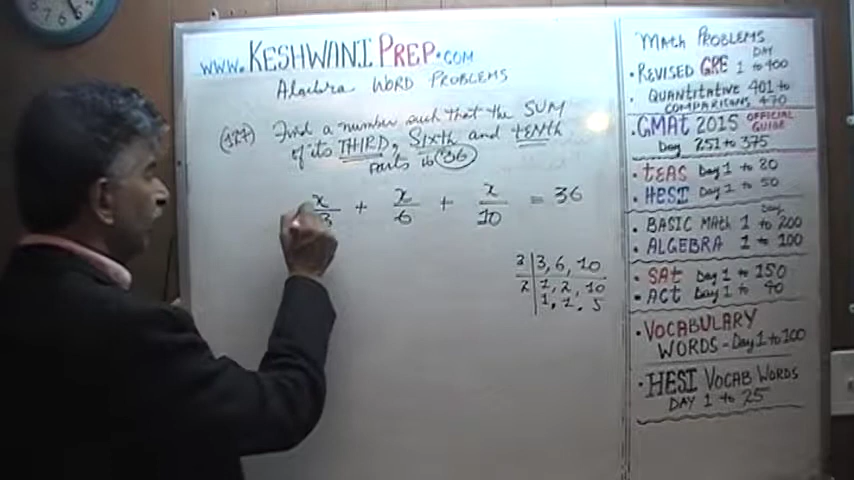 www.KESHWANIPREP.COM
Algebra WORD PROBLEMS
Find a number such that the SUM
of its THIRD, SIXTH and TENTH
parts is 36
x/3 + x/6 + x/10 = 36
3 | 3, 6, 10
2 | 1, 2, 10
1, 1, 5
MATH PROBLEMS
DAY
• REVISED GRE 1 to 400
• QUANTITATIVE 401 to
COMPARISONS 470
• GMAT 2015 OFFICIAL GUIDE
Day 251 to 375
• TEAS Day 1 to 20
• HESI Day 1 to 50
Day
• BASIC MATH 1 to 200
• ALGEBRA 1 to 100
• SAT Day 1 to 150
• ACT Day 1 to 90
• VOCABULARY
WORDS - Day 1 to 100
• HESI VOCAB WORDS
DAY 1 to 25